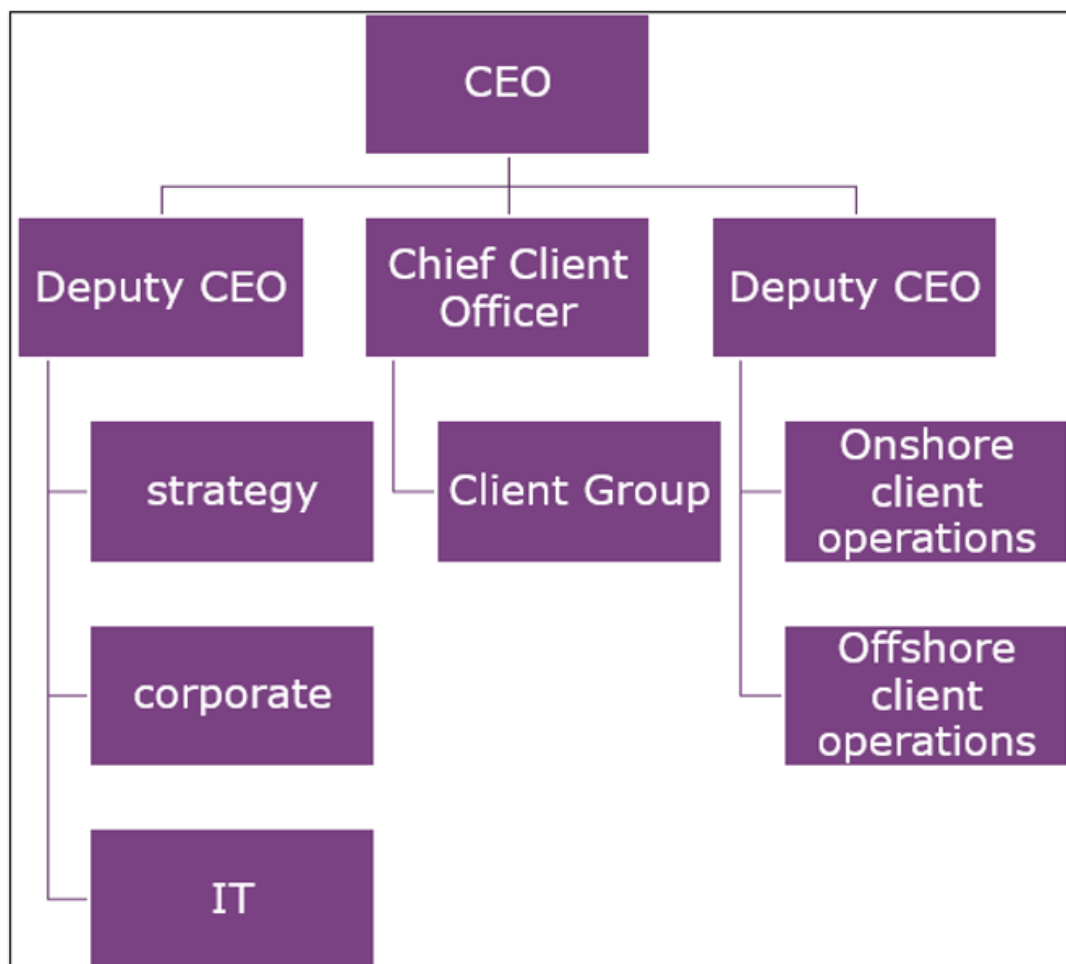 CEO
Deputy CEO
Chief Client
Officer
Deputy CEO
strategy
Client Group
Onshore
client
operations
corporate
Offshore
client
operations
IT